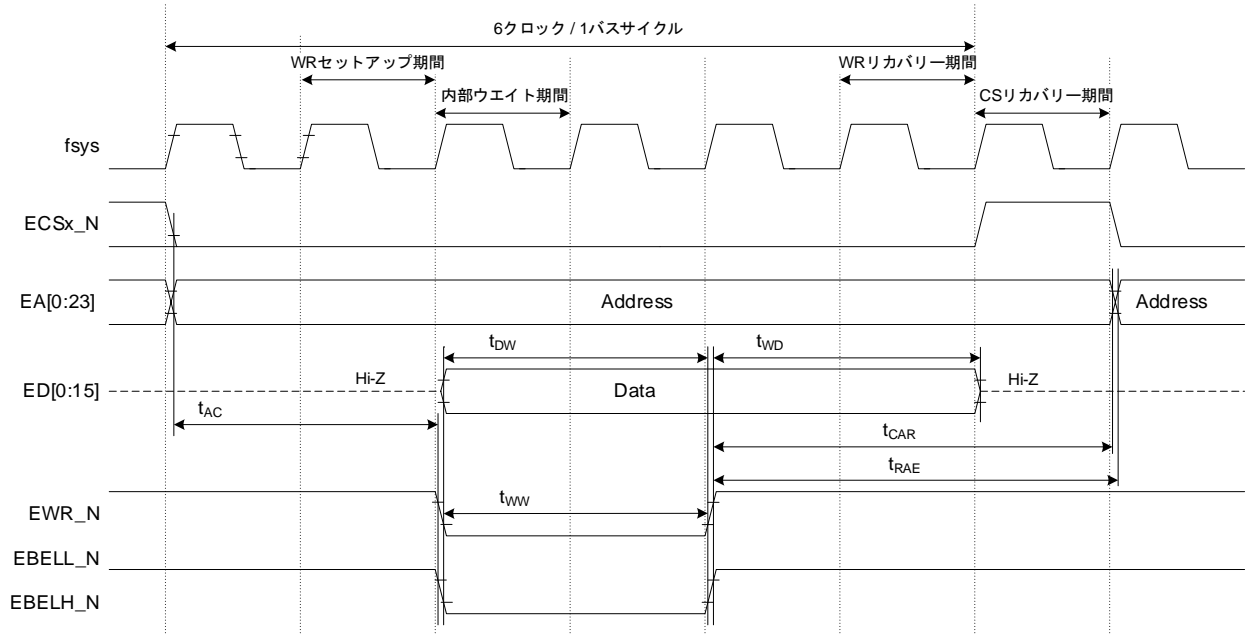 6クロック / 1バスサイクル
WRセットアップ期間
WRリカバリー期間
内部ウエイト期間
CSリカバリー期間
fsys
ECSx_N
EA[0:23]
Address
Address
tDW
tWD
ED[0:15]
Hi-Z
Data
Hi-Z
tAC
tCAR
tRAE
EWR_N
tWW
EBELL_N
EBELH_N